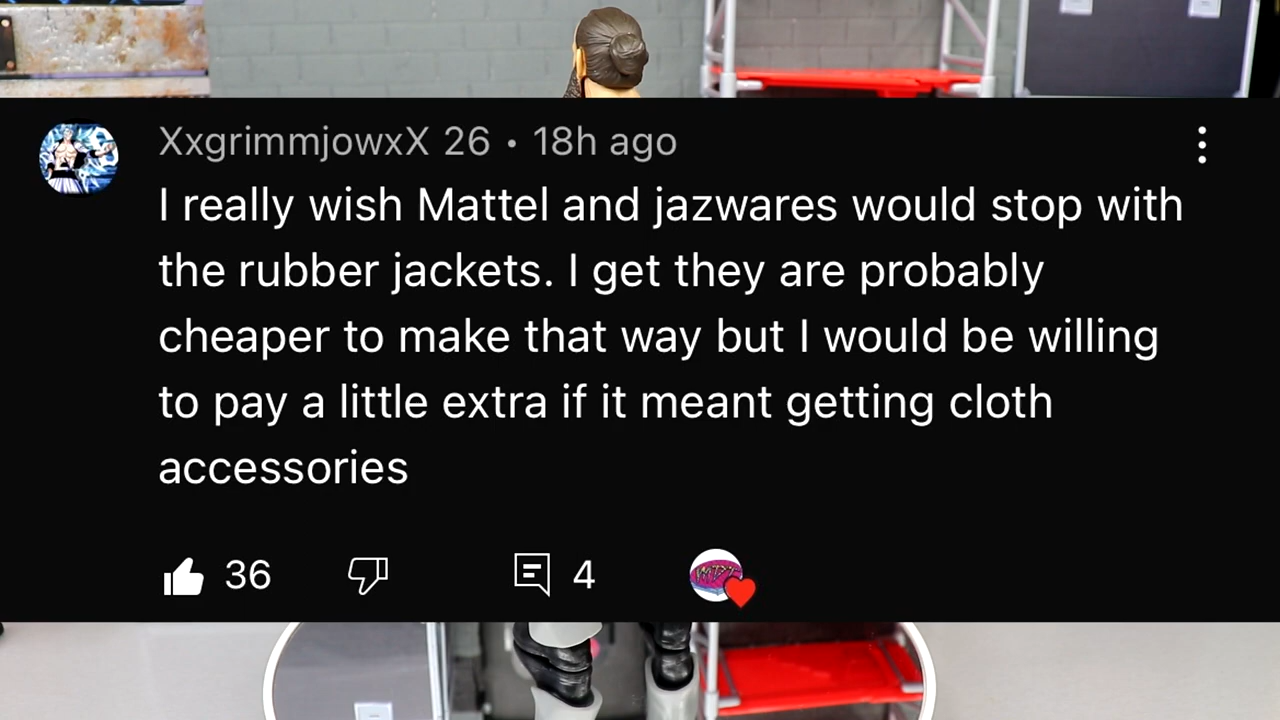 XxgrimmjowxX 26 • 18h ago
I really wish Mattel and jazwares would stop with
the rubber jackets. I get they are probably
cheaper to make that way but I would be willing
to pay a little extra if it meant getting cloth
accessories
36
4